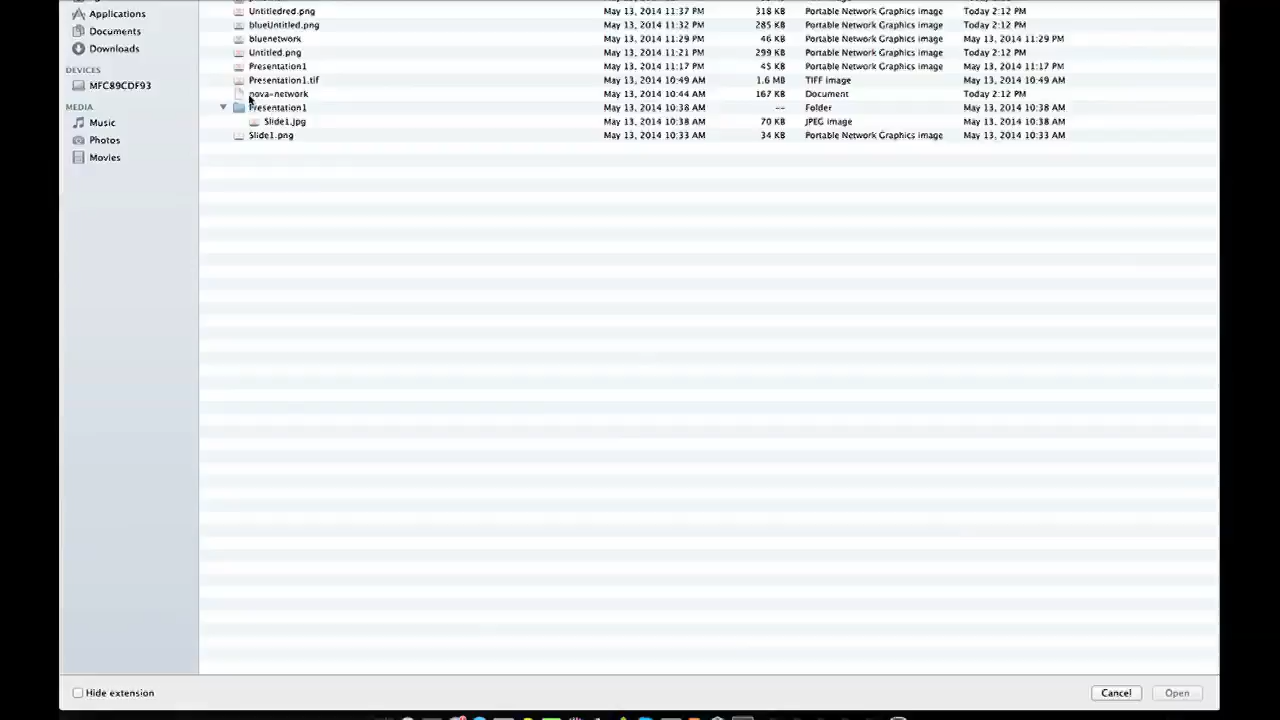 Applications
Documents
Downloads
DEVICES
MFC89CDF93
MEDIA
Music
Photos
Movies
Untitledred.png May 13, 2014 11:37 PM 318 KB Portable Network Graphics image Today 2:12 PM
blueUntitled.png May 13, 2014 11:32 PM 285 KB Portable Network Graphics image Today 2:12 PM
bluenetwork May 13, 2014 11:29 PM 46 KB Portable Network Graphics image May 13, 2014 11:29 PM
Untitled.png May 13, 2014 11:21 PM 299 KB Portable Network Graphics image Today 2:12 PM
Presentation1 May 13, 2014 11:17 PM 45 KB Portable Network Graphics image May 13, 2014 11:17 PM
Presentation1.tif May 13, 2014 10:49 AM 1.6 MB TIFF image May 13, 2014 10:49 AM
nova-network May 13, 2014 10:44 AM 167 KB Document Today 2:12 PM
Presentation1 May 13, 2014 10:38 AM -- Folder May 13, 2014 10:38 AM
Slide1.jpg May 13, 2014 10:38 AM 70 KB JPEG image May 13, 2014 10:38 AM
Slide1.png May 13, 2014 10:33 AM 34 KB Portable Network Graphics image May 13, 2014 10:33 AM
Hide extension
Cancel
Open